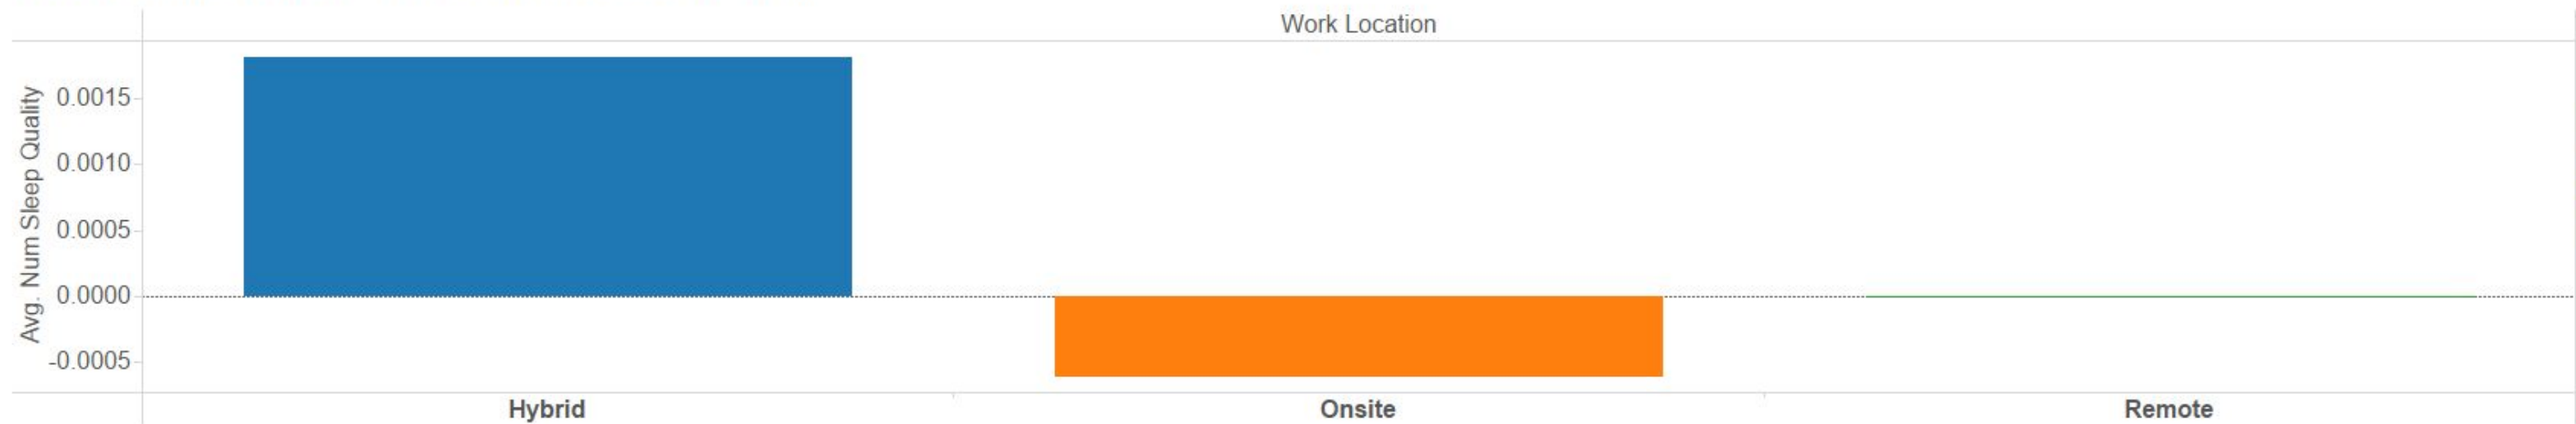 Work Location
Avg. Num Sleep Quality
0.0015
0.0010
0.0005
0.0000
-0.0005
Hybrid Onsite Remote